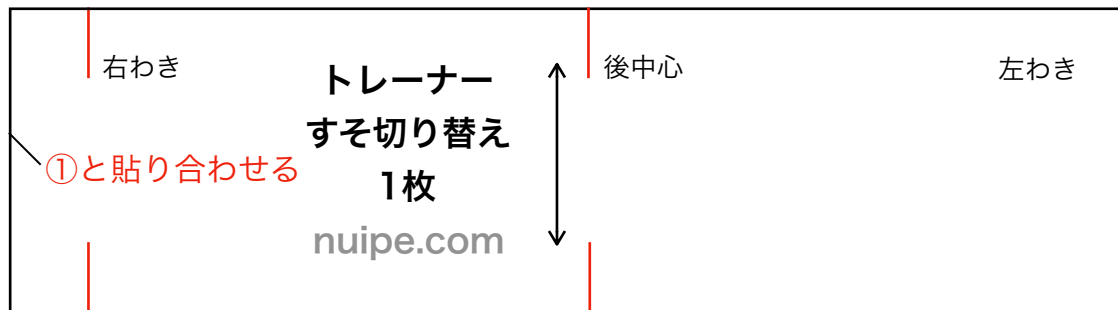 右わき
トレーナー
すそ切り替え
1枚
nuipe.com
①と貼り合わせる
後中心
左わき